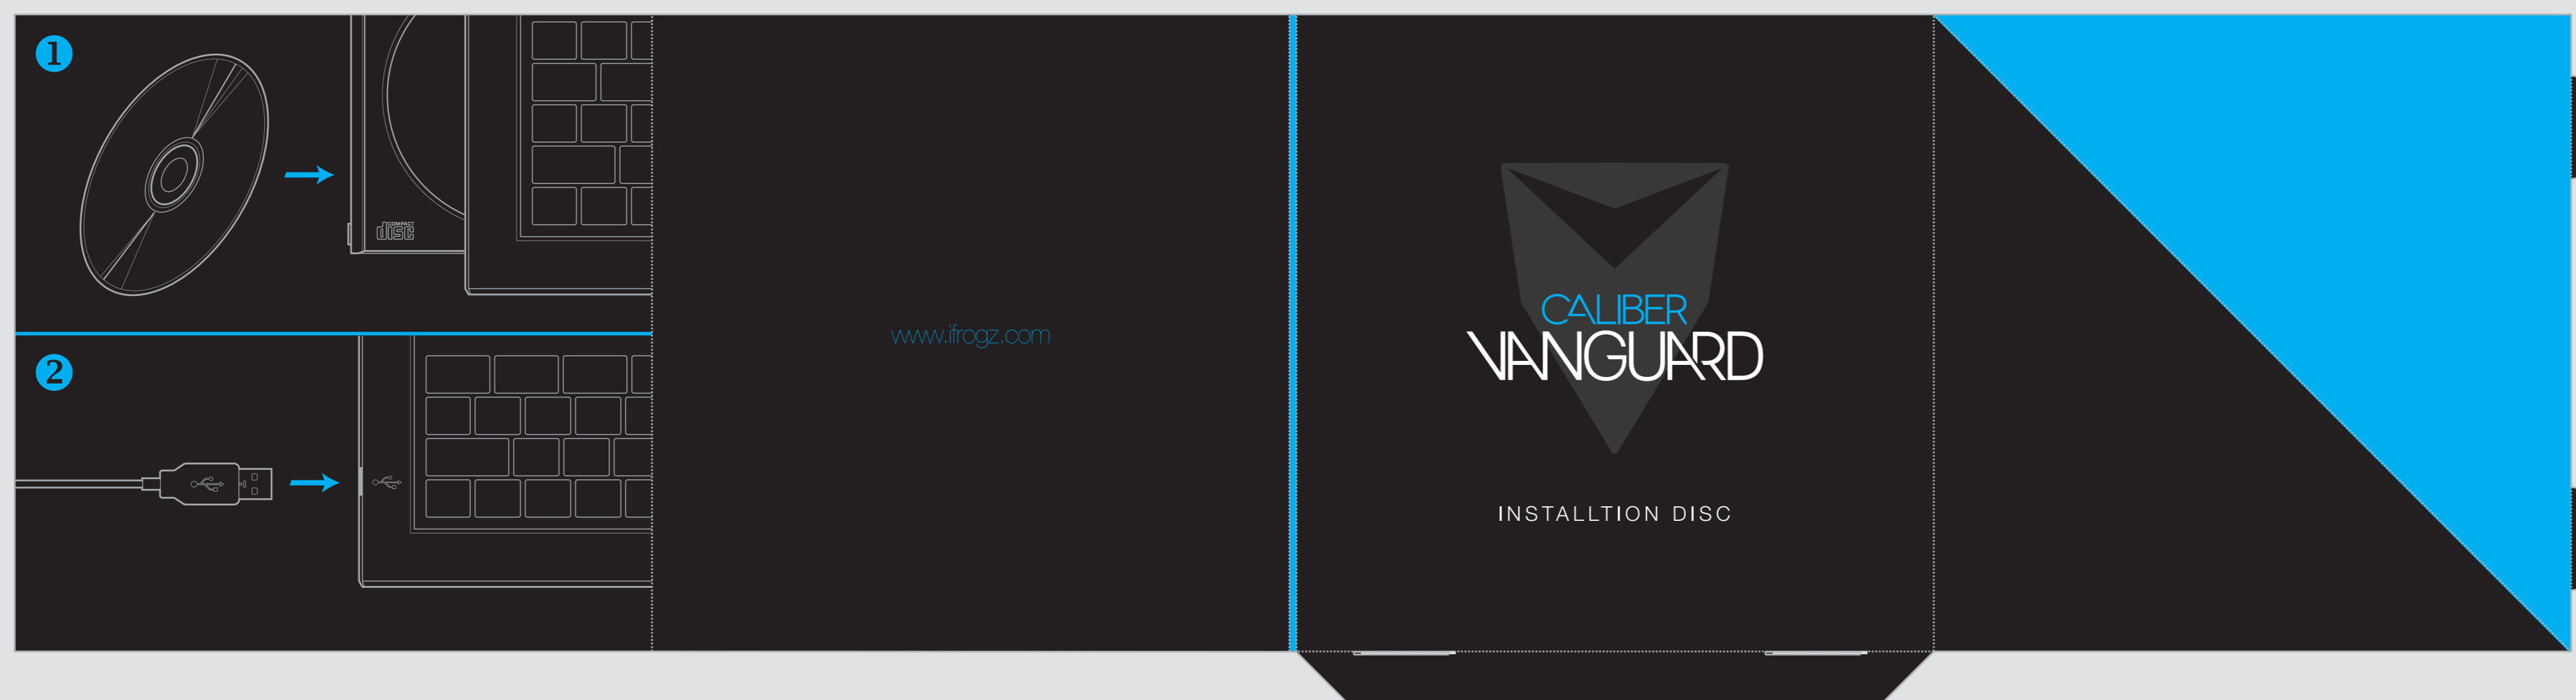 1
COMPACT
disc
2
www.ifrogz.com
CALIBER
VANGUARD
INSTALLTION DISC